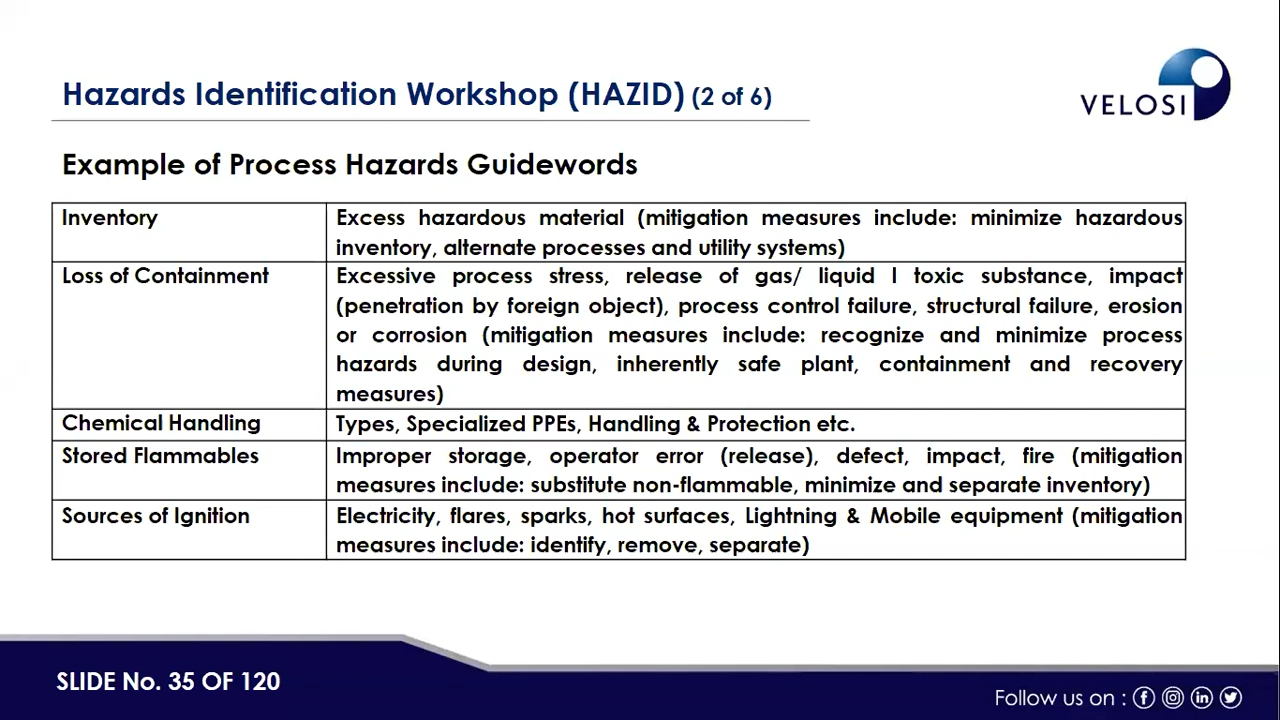 Hazards Identification Workshop (HAZID) (2 of 6)
VELOSI
Example of Process Hazards Guidewords
Inventory
Excess hazardous material (mitigation measures include: minimize hazardous
inventory, alternate processes and utility systems)
Loss of Containment
Excessive process stress, release of gas/ liquid l toxic substance, impact
(penetration by foreign object), process control failure, structural failure, erosion
or corrosion (mitigation measures include: recognize and minimize process
hazards during design, inherently safe plant, containment and recovery
measures)
Chemical Handling
Types, Specialized PPEs, Handling & Protection etc.
Stored Flammables
Improper storage, operator error (release), defect, impact, fire (mitigation
measures include: substitute non-flammable, minimize and separate inventory)
Sources of Ignition
Electricity, flares, sparks, hot surfaces, Lightning & Mobile equipment (mitigation
measures include: identify, remove, separate)
SLIDE No. 35 OF 120
Follow us on :